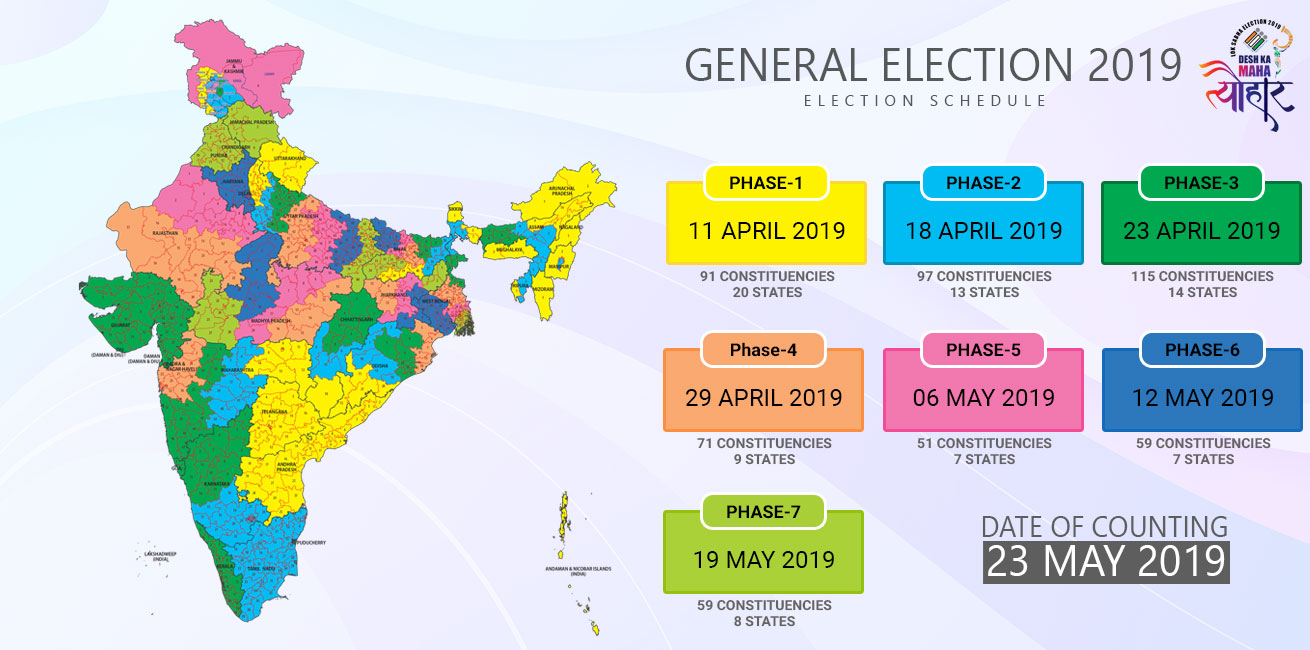 GENERAL ELECTION 2019
ELECTION SCHEDULE
LOK SABHA ELECTION 2019
DESH KA
MAHA
त्योहार
PHASE-1
11 APRIL 2019
91 CONSTITUENCIES
20 STATES
PHASE-2
18 APRIL 2019
97 CONSTITUENCIES
13 STATES
PHASE-3
23 APRIL 2019
115 CONSTITUENCIES
14 STATES
Phase-4
29 APRIL 2019
71 CONSTITUENCIES
9 STATES
PHASE-5
06 MAY 2019
51 CONSTITUENCIES
7 STATES
PHASE-6
12 MAY 2019
59 CONSTITUENCIES
7 STATES
PHASE-7
19 MAY 2019
59 CONSTITUENCIES
8 STATES
DATE OF COUNTING
23 MAY 2019
JAMMU
&
KASHMIR
HIMACHAL PRADESH
CHANDIGARH
PUNJAB
UTTARAKHAND
HARYANA
DELHI
RAJASTHAN
UTTAR PRADESH
BIHAR
SIKKIM
ARUNACHAL
PRADESH
ASSAM
NAGALAND
MEGHALAYA
MANIPUR
TRIPURA
MIZORAM
JHARKHAND
WEST BENGAL
GUJARAT
MADHYA PRADESH
CHHATTISGARH
(DAMAN & DIU)
DAMAN
(DAMAN & DIU)
MAHARASHTRA
ODISHA
TELANGANA
ANDHRA
PRADESH
KARNATAKA
PUDUCHERRY
LAKSHADWEEP
(INDIA)
KERALA
TAMIL NADU
ANDAMAN & NICOBAR ISLANDS
(INDIA)